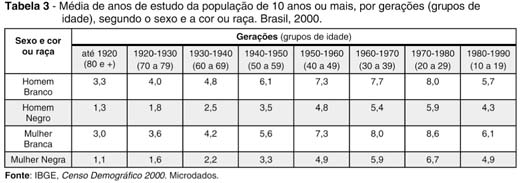 Tabela 3 - Média de anos de estudo da população de 10 anos ou mais, por gerações (grupos de
idade), segundo o sexo e a cor ou raça. Brasil, 2000.
Sexo e cor ou raça Gerações (grupos de idade)
até 1920 (80 e +) 1920-1930 (70 a 79) 1930-1940 (60 a 69) 1940-1950 (50 a 59) 1950-1960 (40 a 49) 1960-1970 (30 a 39) 1970-1980 (20 a 29) 1980-1990 (10 a 19)
Homem Branco 3,3 4,0 4,8 6,1 7,3 7,7 8,0 5,7
Homem Negro 1,3 1,8 2,5 3,5 4,8 5,4 5,9 4,3
Mulher Branca 3,0 3,6 4,2 5,6 7,3 8,0 8,6 6,1
Mulher Negra 1,1 1,6 2,2 3,3 4,9 5,9 6,7 4,9
Fonte: IBGE, Censo Demográfico 2000. Microdados.